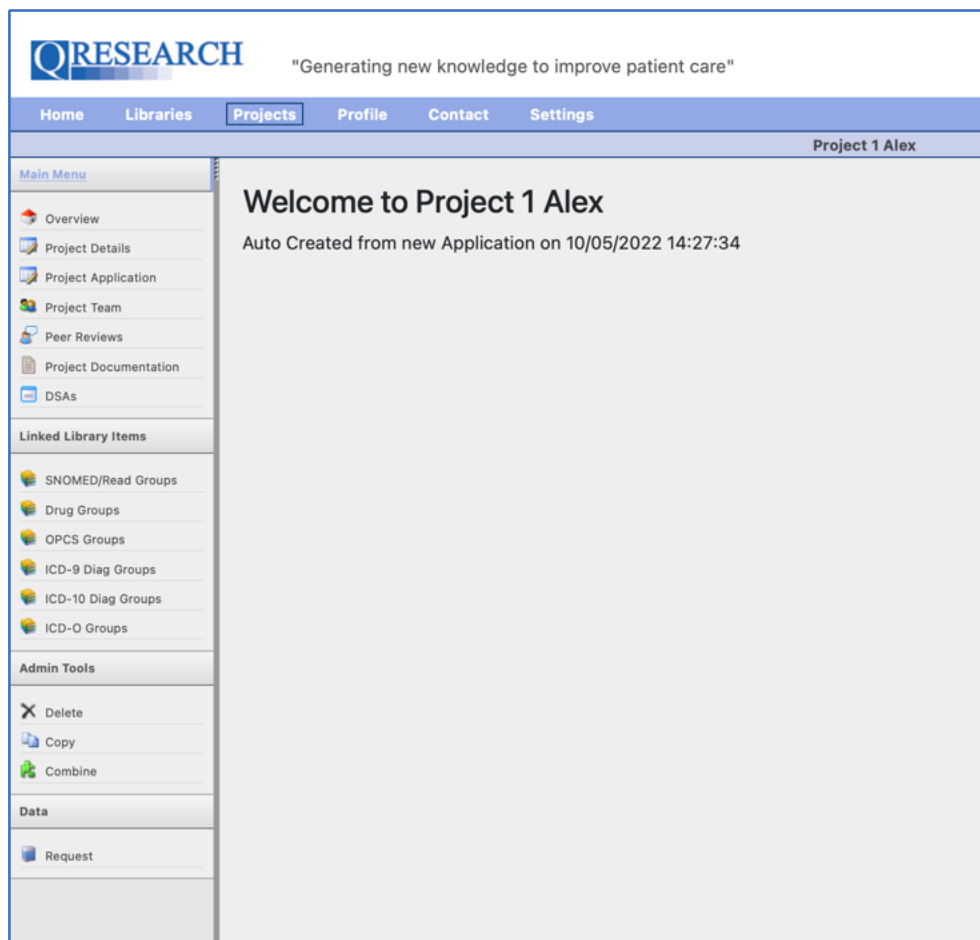 QRESEARCH
"Generating new knowledge to improve patient care"
Home Libraries Projects Profile Contact Settings
Project 1 Alex
Main Menu
Overview
Project Details
Project Application
Project Team
Peer Reviews
Project Documentation
DSAs
Linked Library Items
SNOMED/Read Groups
Drug Groups
OPCS Groups
ICD-9 Diag Groups
ICD-10 Diag Groups
ICD-O Groups
Admin Tools
Delete
Copy
Combine
Data
Request
Welcome to Project 1 Alex
Auto Created from new Application on 10/05/2022 14:27:34